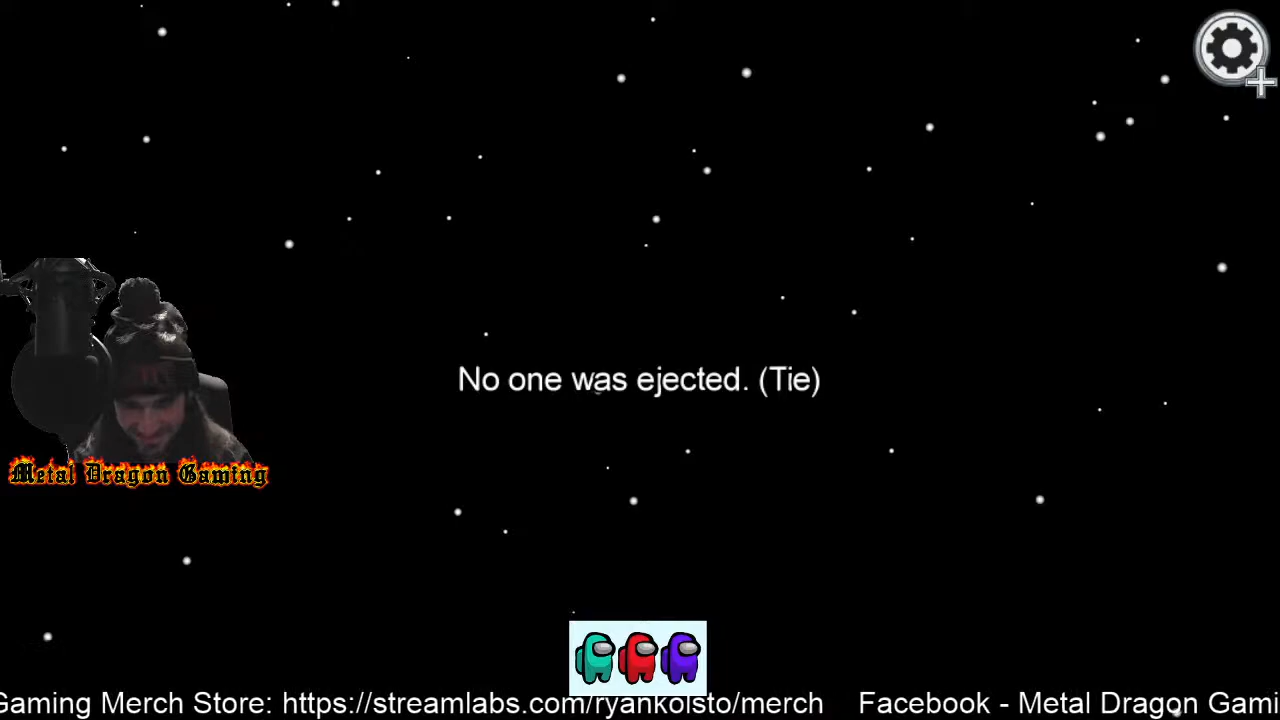 No one was ejected. (Tie)
Metal Dragon Gaming
Gaming Merch Store: https://streamlabs.com/ryankolsto/merch Facebook - Metal Dragon Gami